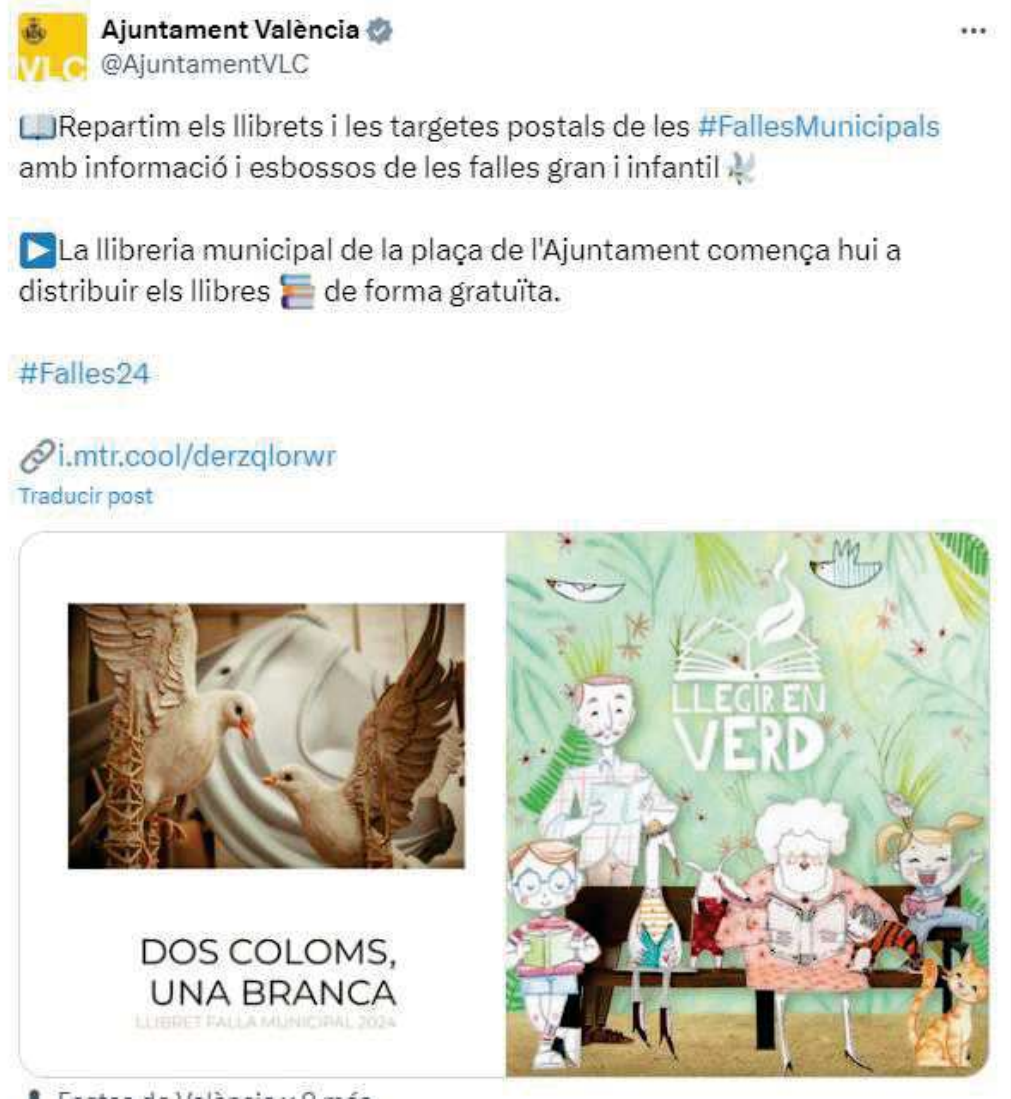 Ajuntament València
VLC
@AjuntamentVLC
📖Repartim els llibrets i les targetes postals de les #FallesMunicipals
amb informació i esbossos de les falles gran i infantil🕊️
▶️La llibreria municipal de la plaça de l'Ajuntament comença hui a
distribuir els llibres 📚 de forma gratuïta.
#Falles24
🔗i.mtr.cool/derzqlorwr
Traducir post
DOS COLOMS,
UNA BRANCA
LLIBRET FALLA MUNICIPAL 2024
LLEGIR EN
VERD